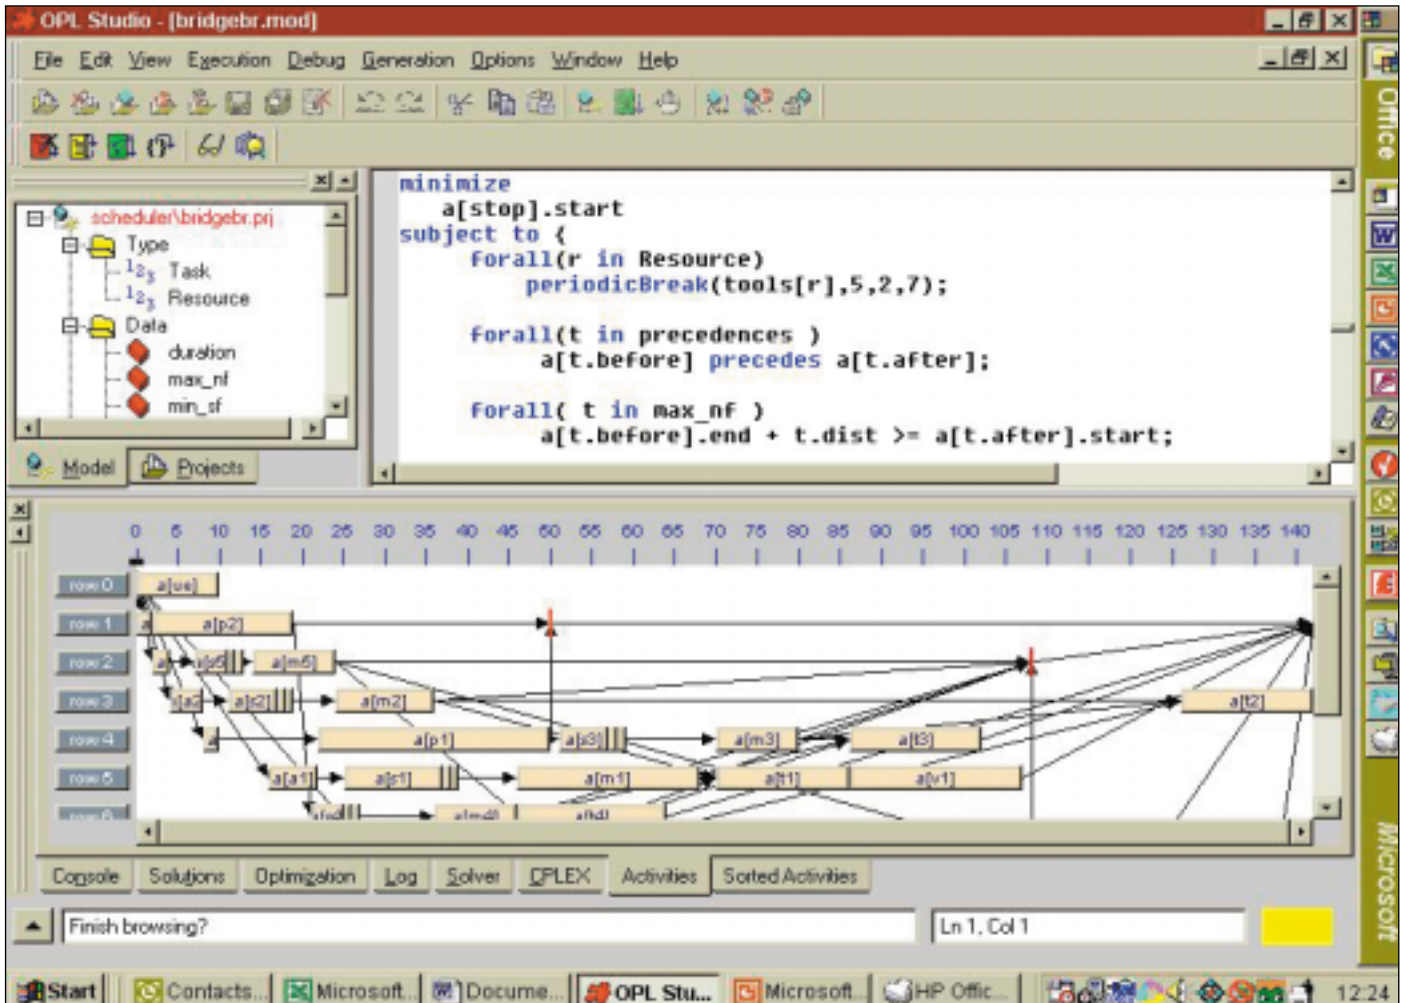 OPL Studio - [bridgebr.mod]
File Edit View Execution Debug Generation Options Window Help
Office
scheduler\bridgebr.prj
Type
Task
Resource
Data
duration
max_nf
min_sf
Model Projects
minimize
a[stop].start
subject to {
forall(r in Resource)
periodicBreak(tools[r],5,2,7);
forall(t in precedences )
a[t.before] precedes a[t.after];
forall( t in max_nf )
a[t.before].end + t.dist >= a[t.after].start;
0 5 10 15 20 25 30 35 40 45 50 55 60 65 70 75 80 85 90 95 100 105 110 115 120 125 130 135 140
row 0 a[ue]
row 1 a[p2]
row 2 a[m5]
row 3 a[s2] a[m2] a[t2]
row 4 a[p1] a[s3] a[m3] a[t3]
row 5 a[a1] a[s1] a[m1] a[t1] a[v1]
Console Solutions Optimization Log Solver CPLEX Activities Sorted Activities
Finish browsing? Ln 1, Col 1
Microsoft
Start Contacts... Microsoft... Docume... OPL Stu... Microsoft... HP Offic... 12:24